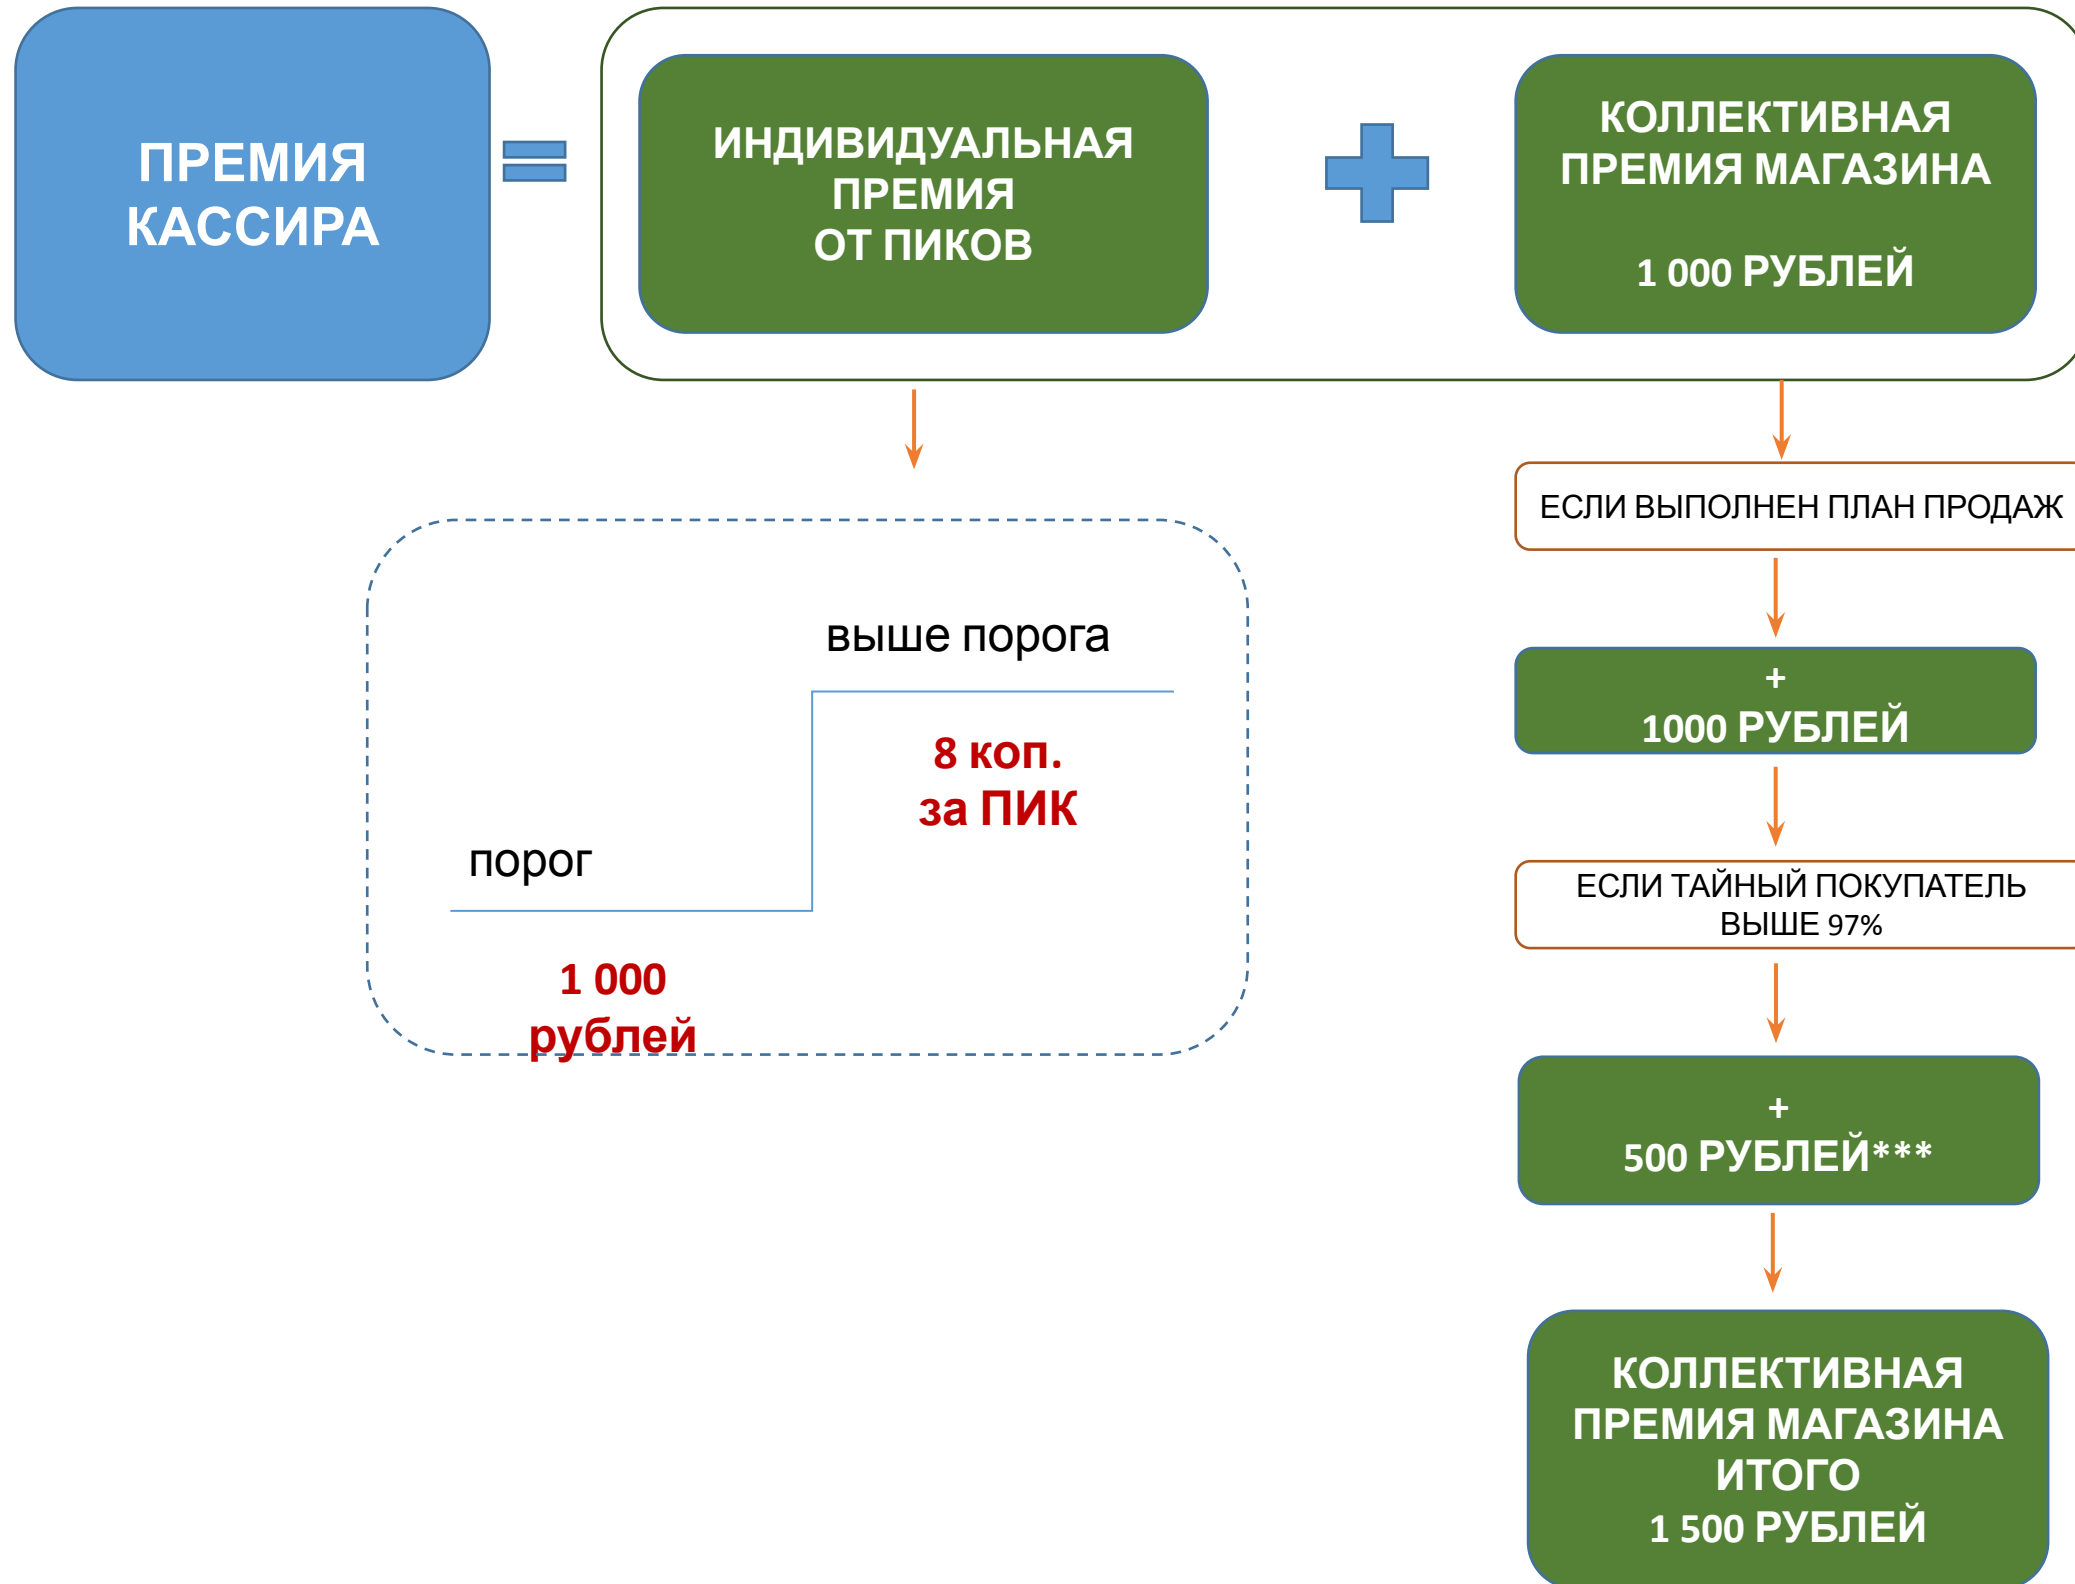 ПРЕМИЯ
КАССИРА
ИНДИВИДУАЛЬНАЯ
ПРЕМИЯ
ОТ ПИКОВ
КОЛЛЕКТИВНАЯ
ПРЕМИЯ МАГАЗИНА
1 000 РУБЛЕЙ
выше порога
8 коп.
за ПИК
порог
1 000
рублей
ЕСЛИ ВЫПОЛНЕН ПЛАН ПРОДАЖ
+
1000 РУБЛЕЙ
ЕСЛИ ТАЙНЫЙ ПОКУПАТЕЛЬ
ВЫШЕ 97%
+
500 РУБЛЕЙ***
КОЛЛЕКТИВНАЯ
ПРЕМИЯ МАГАЗИНА
ИТОГО
1 500 РУБЛЕЙ